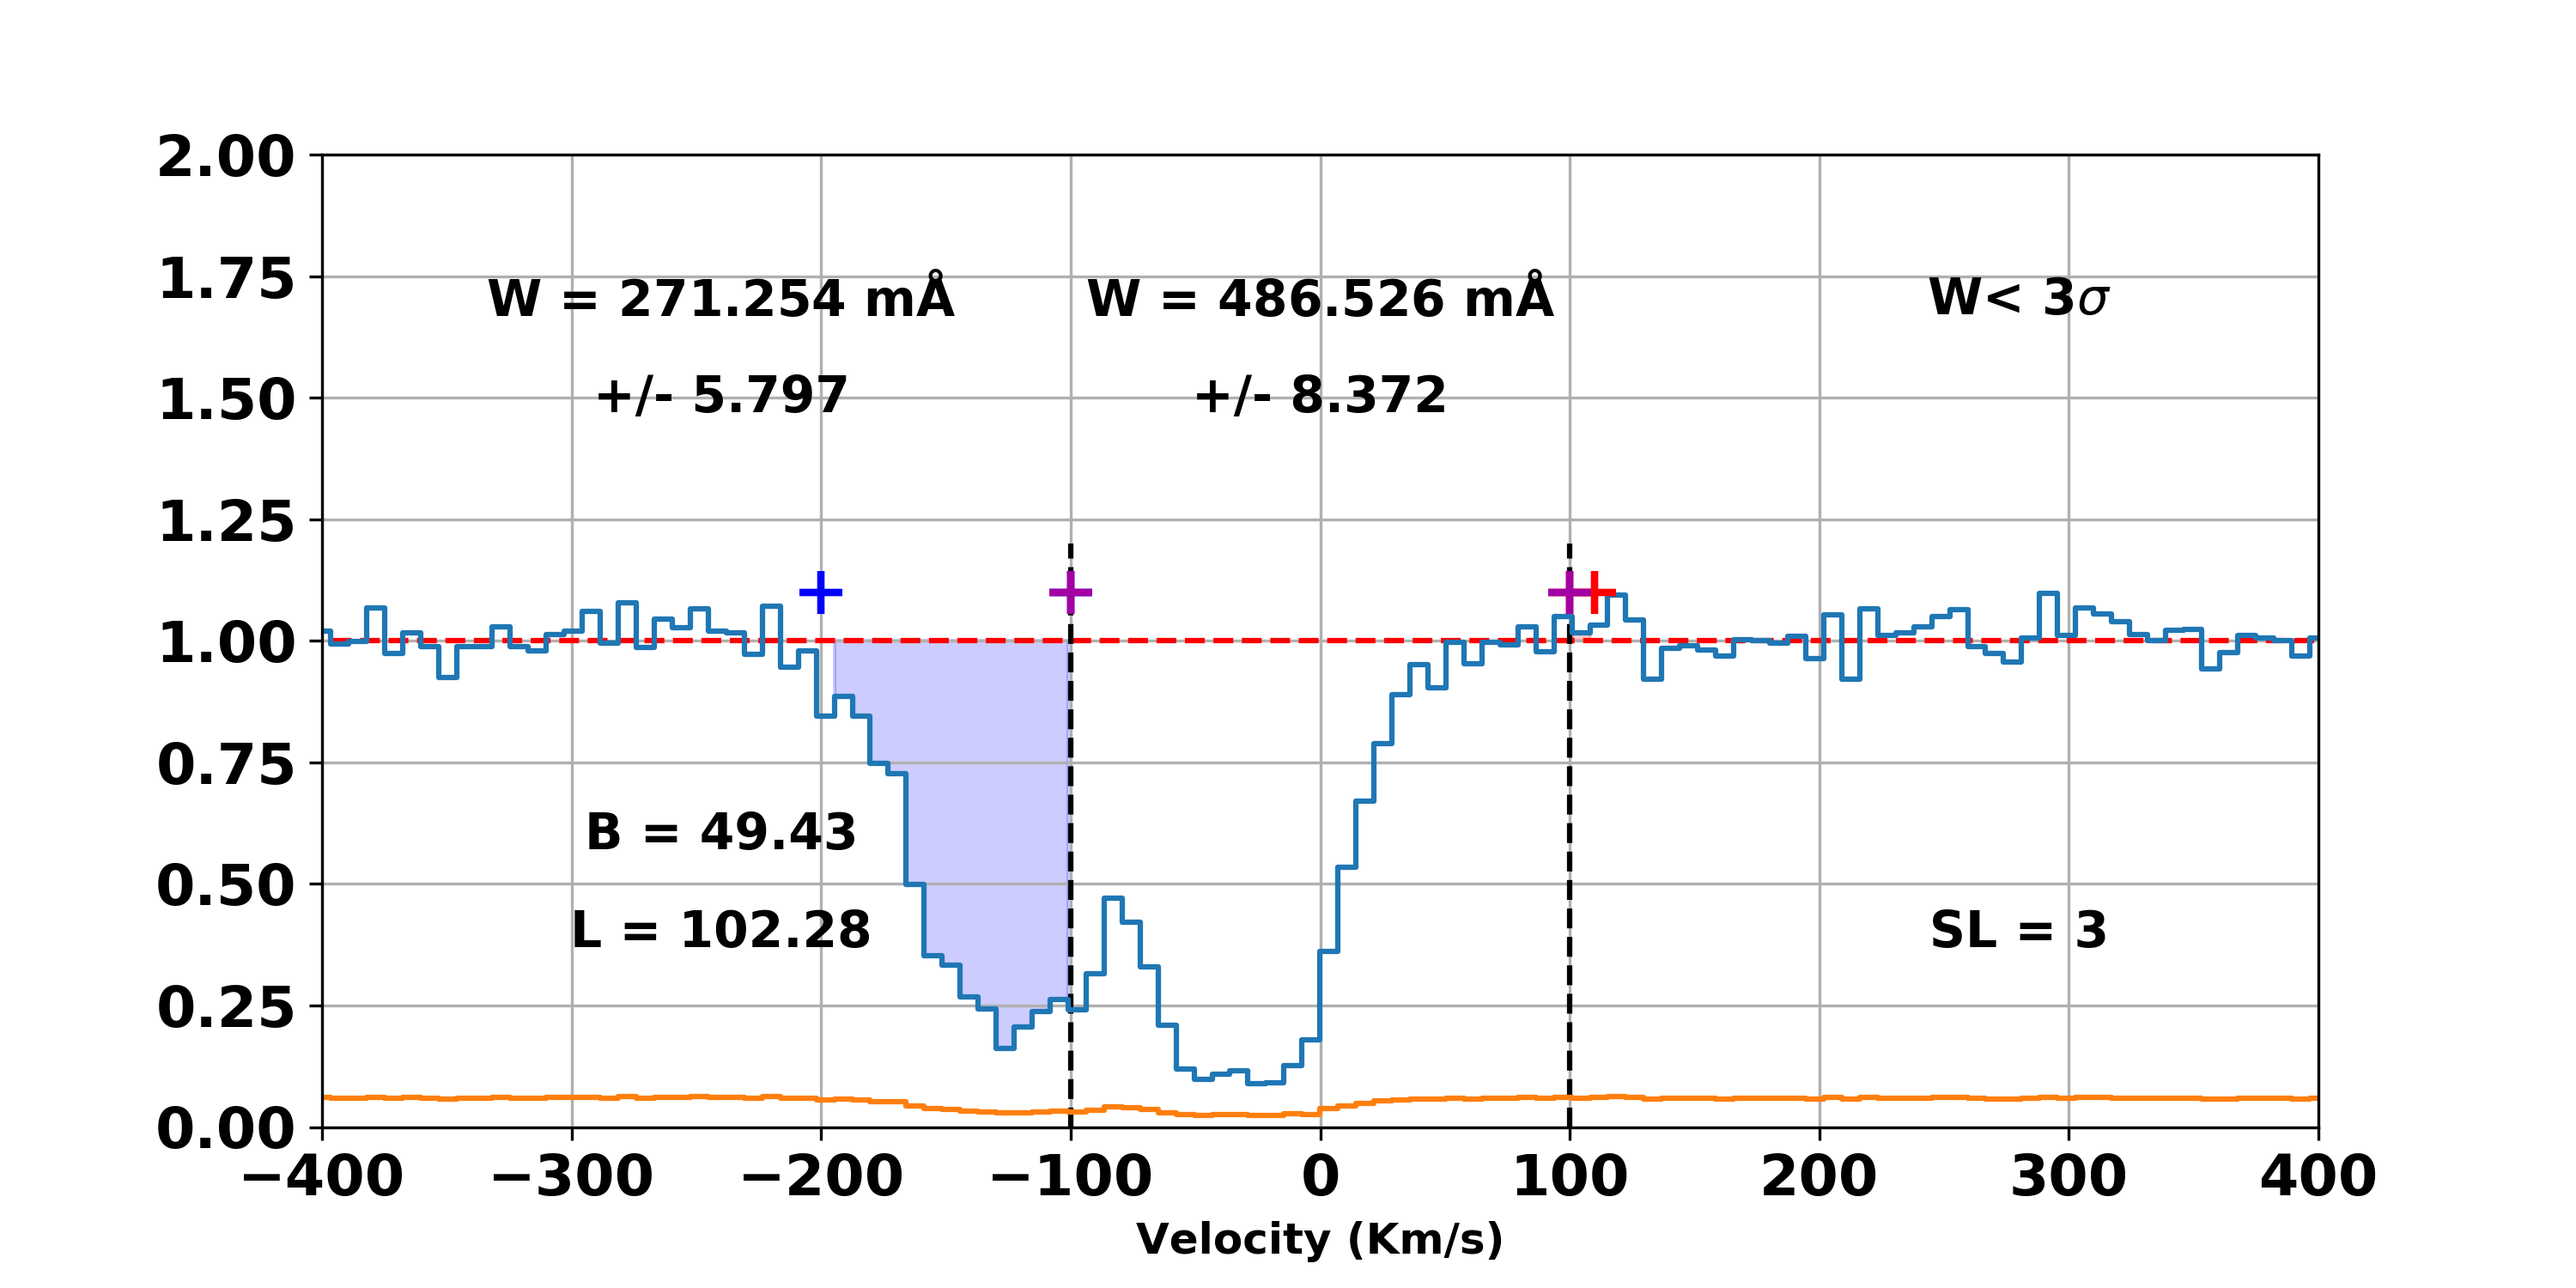 2.00
1.75
1.50
1.25
1.00
0.75
0.50
0.25
0.00
W = 271.254 mÅ
+/- 5.797
W = 486.526 mÅ
+/- 8.372
W< 3σ
B = 49.43
L = 102.28
SL = 3
−400 −300 −200 −100 0 100 200 300 400
Velocity (Km/s)